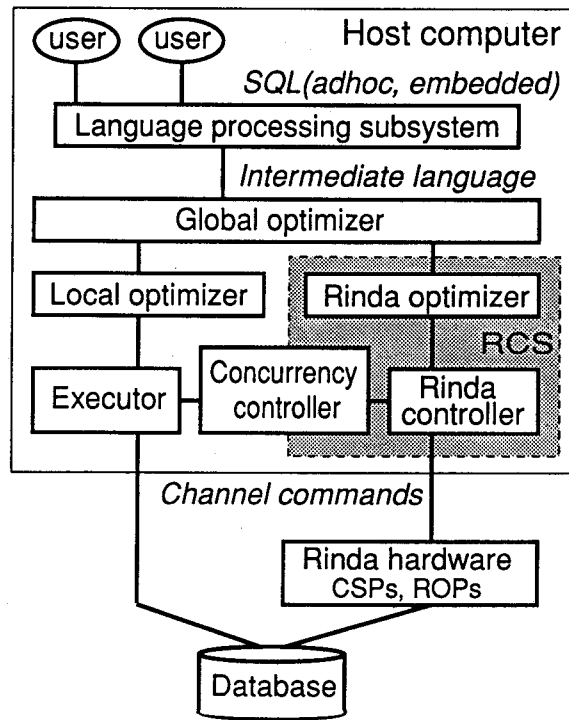 user user Host computer
SQL(adhoc, embedded)
Language processing subsystem
Intermediate language
Global optimizer
Local optimizer Rinda optimizer
RCS
Executor
Concurrency
controller
Rinda
controller
Channel commands
Rinda hardware
CSPs, ROPs
Database